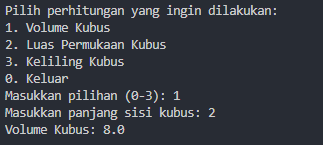 Pilih perhitungan yang ingin dilakukan:
1. Volume Kubus
2. Luas Permukaan Kubus
3. Keliling Kubus
0. Keluar
Masukkan pilihan (0-3): 1
Masukkan panjang sisi kubus: 2
Volume Kubus: 8.0